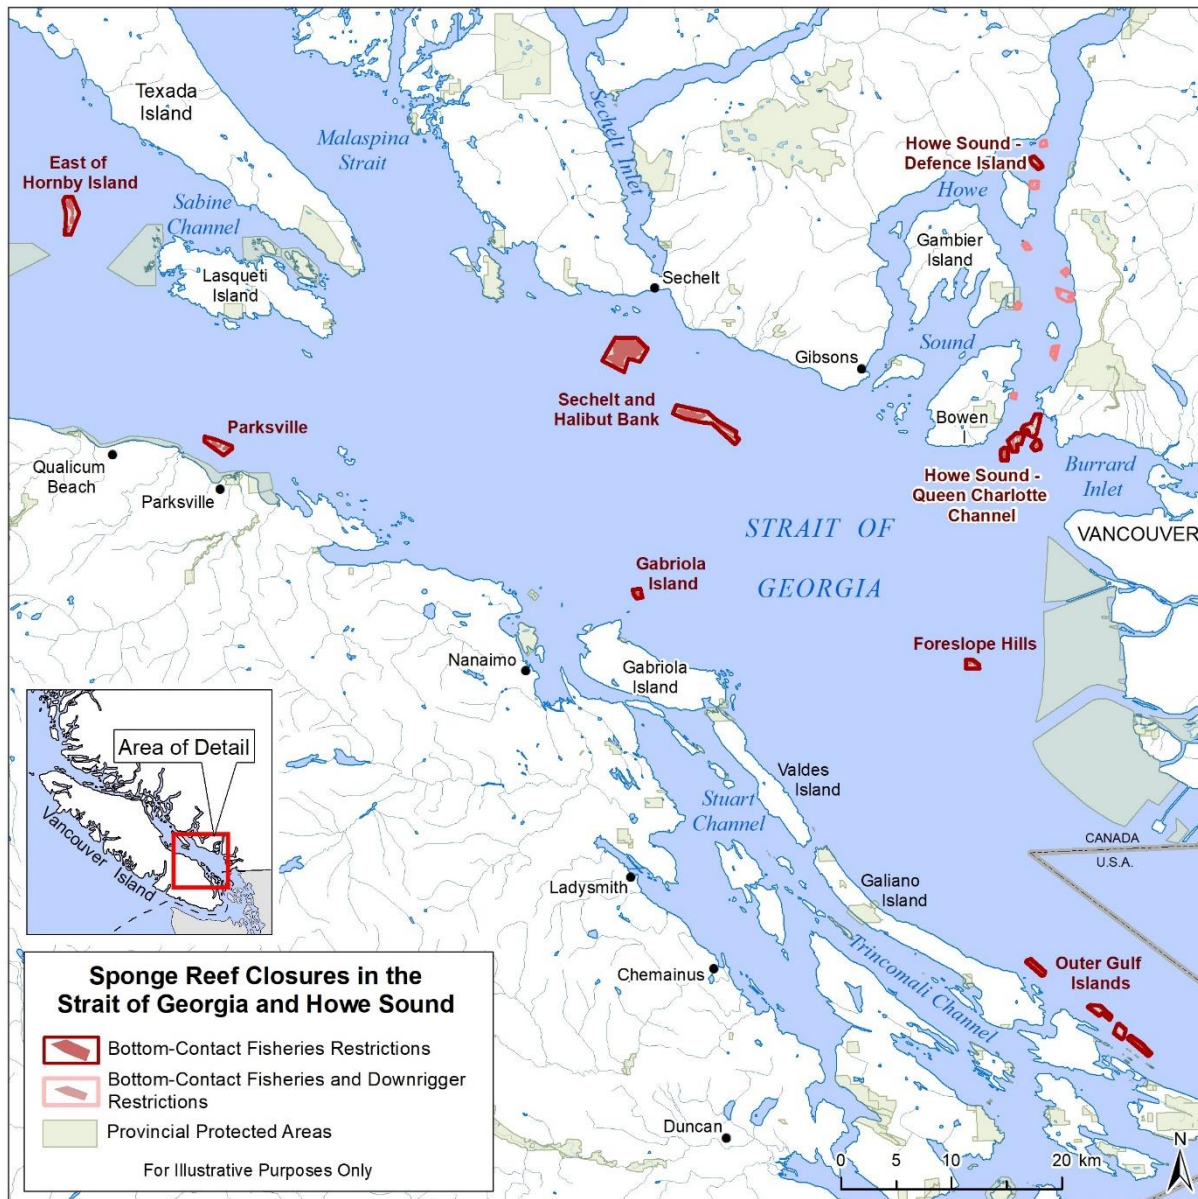 Texada
Island
Malaspina
Strait
Sechelt Inlet
East of
Hornby Island
Sabine
Channel
Lasqueti
Island
Howe Sound -
Defence Island
Howe
Gambier
Island
Sechelt
Sound
Gibsons
Sechelt and
Halibut Bank
Bowen
I
Parksville
Qualicum
Beach
Parksville
Howe Sound -
Queen Charlotte
Channel
Burrard
Inlet
STRAIT OF
GEORGIA
VANCOUVER
Gabriola
Island
Foreslope Hills
Nanaimo
Gabriola
Island
Valdes
Island
Stuart
Channel
CANADA
U.S.A.
Area of Detail
Vancouver Island
Ladysmith
Galiano
Island
Chemainus
Trincomali Channel
Outer Gulf
Islands
Duncan
Sponge Reef Closures in the
Strait of Georgia and Howe Sound
Bottom-Contact Fisheries Restrictions
Bottom-Contact Fisheries and Downrigger
Restrictions
Provincial Protected Areas
For Illustrative Purposes Only
N
0 5 10 20 km